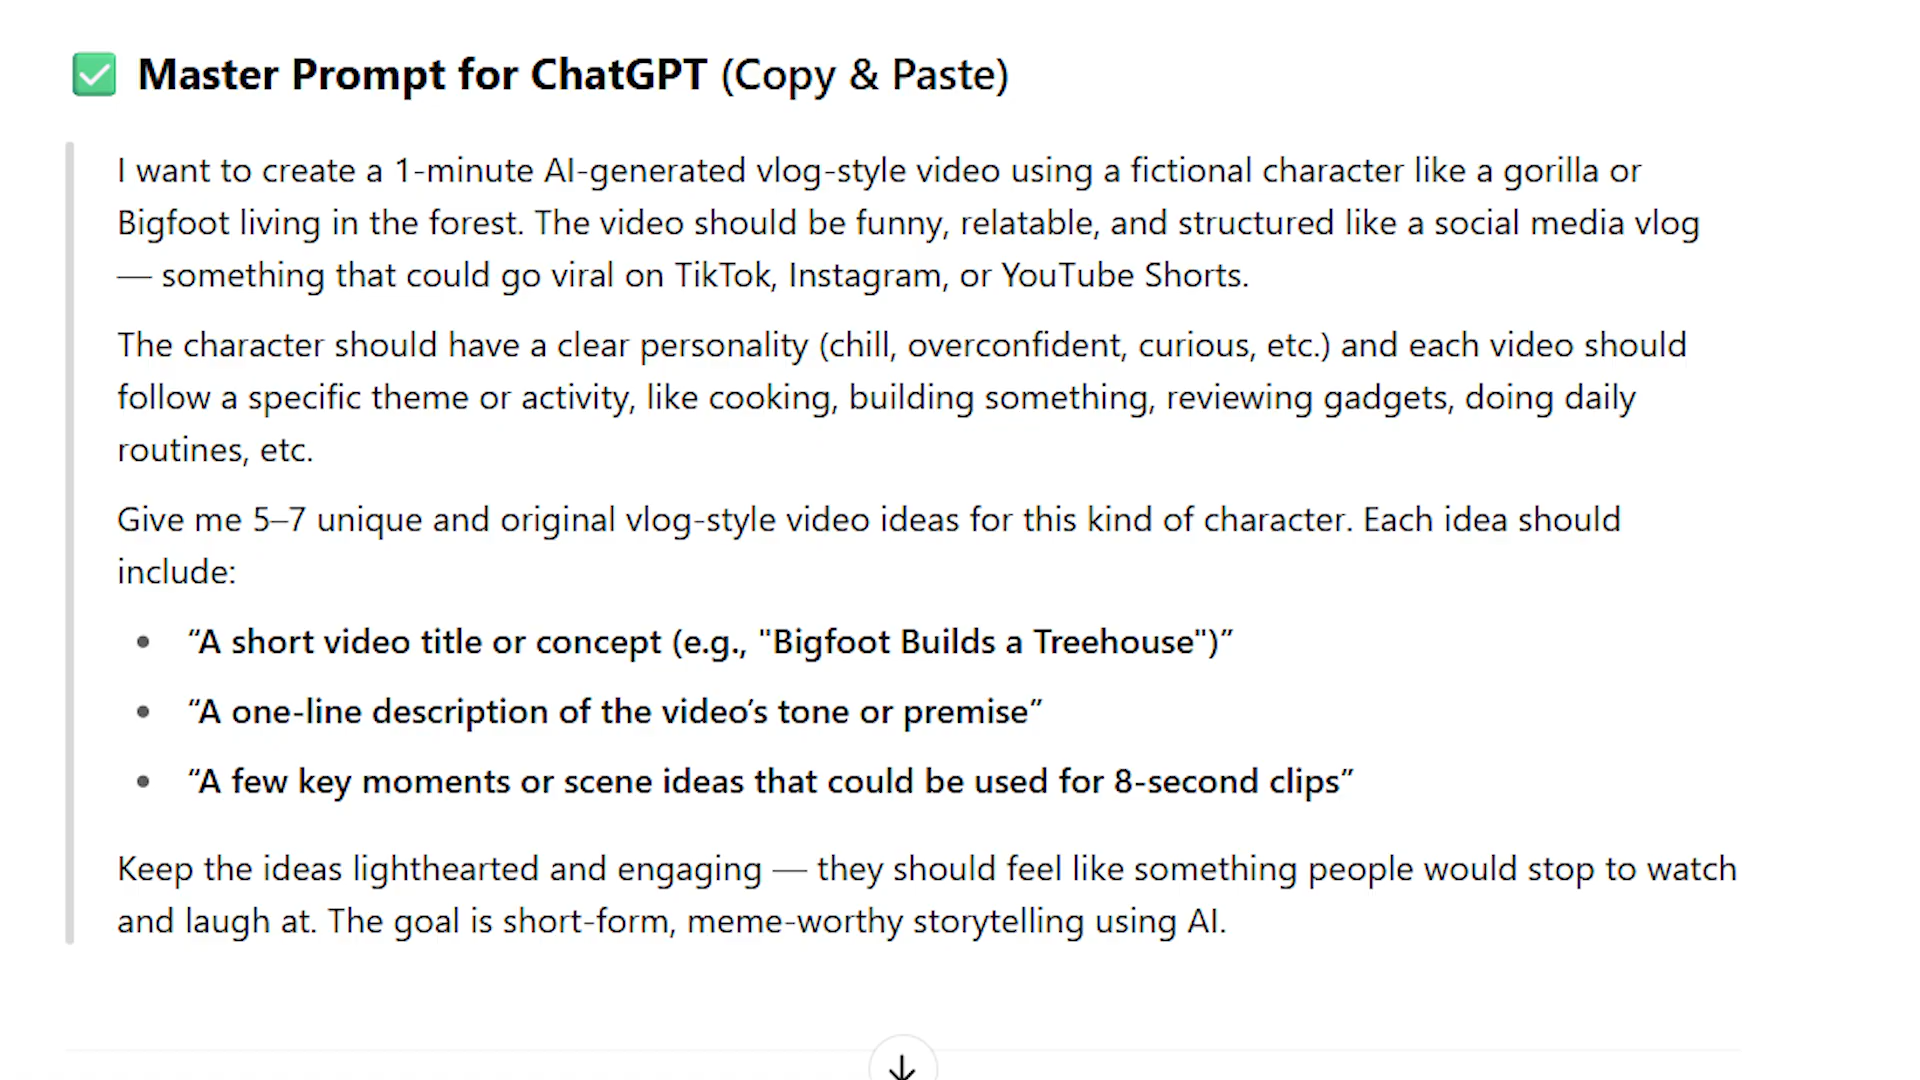 ✅ Master Prompt for ChatGPT (Copy & Paste)
I want to create a 1-minute AI-generated vlog-style video using a fictional character like a gorilla or
Bigfoot living in the forest. The video should be funny, relatable, and structured like a social media vlog
— something that could go viral on TikTok, Instagram, or YouTube Shorts.
The character should have a clear personality (chill, overconfident, curious, etc.) and each video should
follow a specific theme or activity, like cooking, building something, reviewing gadgets, doing daily
routines, etc.
Give me 5–7 unique and original vlog-style video ideas for this kind of character. Each idea should
include:
• “A short video title or concept (e.g., "Bigfoot Builds a Treehouse")”
• “A one-line description of the video’s tone or premise”
• “A few key moments or scene ideas that could be used for 8-second clips”
Keep the ideas lighthearted and engaging — they should feel like something people would stop to watch
and laugh at. The goal is short-form, meme-worthy storytelling using AI.